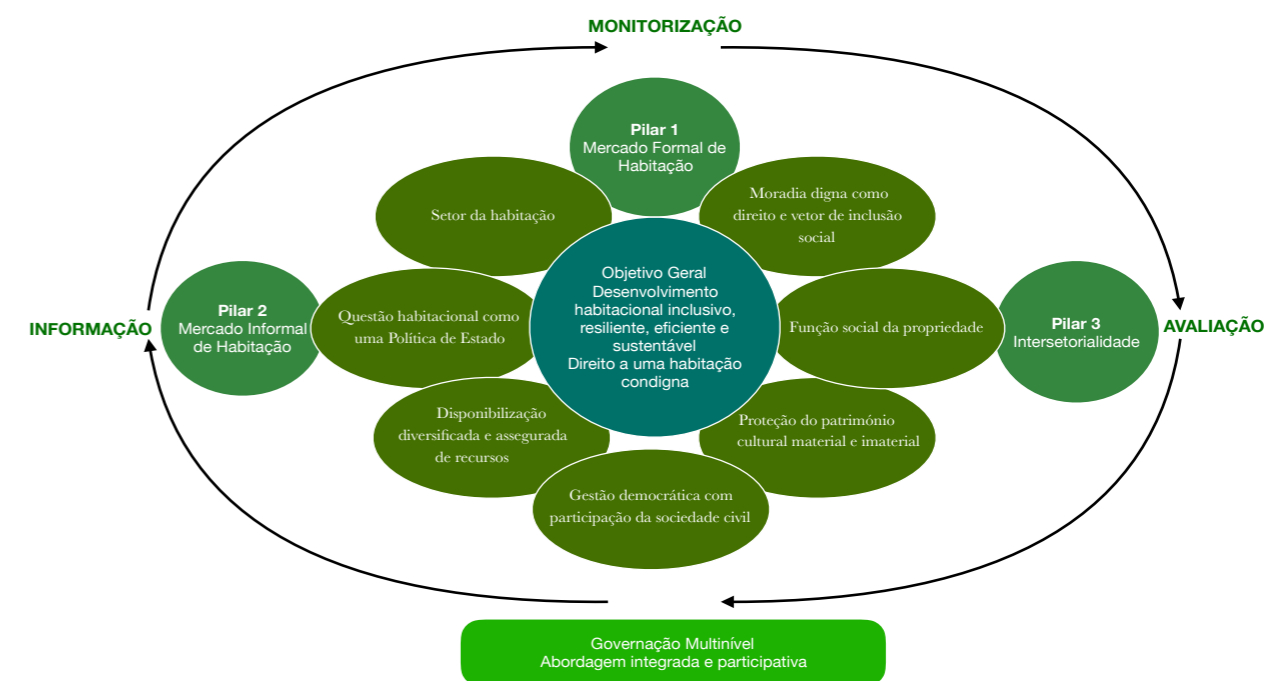 MONITORIZAÇÃO
Pilar 1
Mercado Formal de
Habitação
Setor da habitação
Moradia digna como
direito e vetor de inclusão
social
INFORMAÇÃO
Pilar 2
Mercado Informal
de Habitação
Questão habitacional como
uma Política de Estado
Objetivo Geral
Desenvolvimento
habitacional inclusivo,
resiliente, eficiente e
sustentável
Direito a uma habitação
condigna
Função social da propriedade
Pilar 3
Intersetorialidade
AVALIAÇÃO
Disponibilização
diversificada e assegurada
de recursos
Proteção do património
cultural material e imaterial
Gestão democrática com
participação da sociedade civil
Governação Multinível
Abordagem integrada e participativa